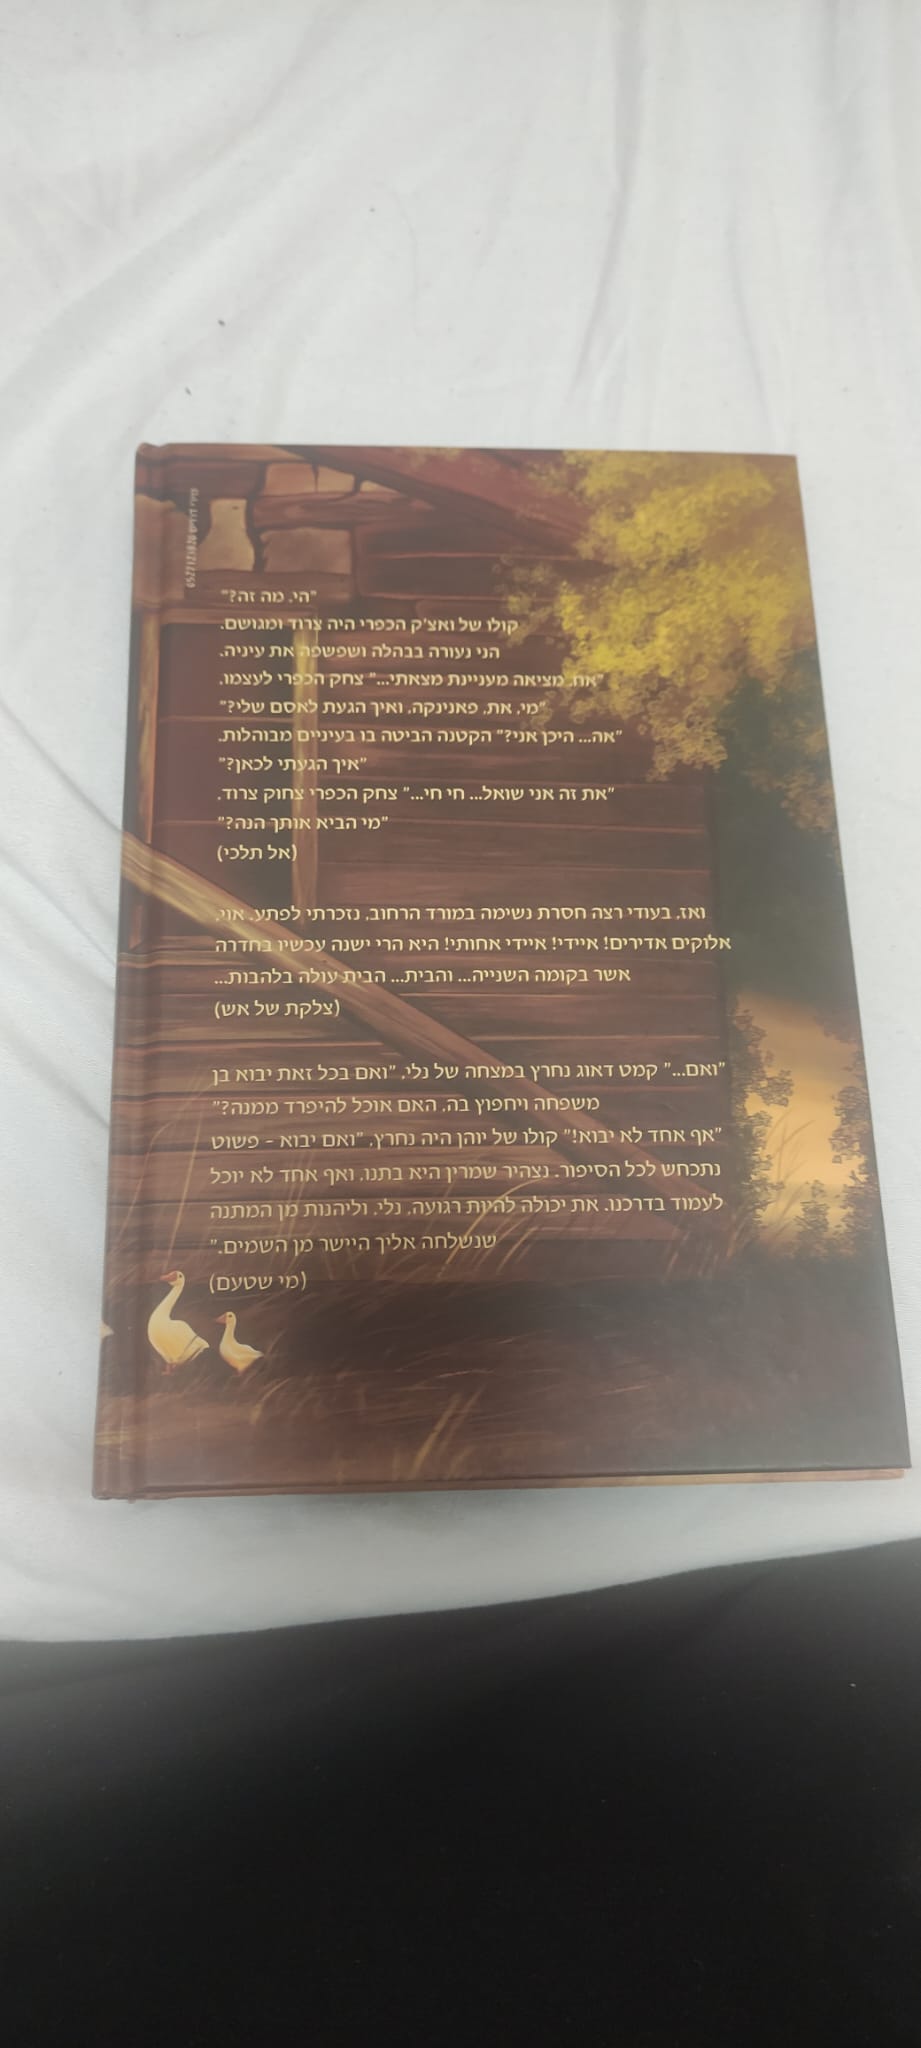 "הי, מה זה?"
קולו של ואצ'ק הכפרי היה צרוד ומגושם.
הני נעורה בבהלה ושפשפה את עיניה.
"אח, מציאה מעניינת מצאתי..." צחק הכפרי לעצמו.
"מי, את, פאנינקה, ואיך הגעת לאסם שלי?"
"אה... היכן אני?" הקטנה הביטה בו בעיניים מבוהלות.
"איך הגעתי לכאן?"
"את זה אני שואל... חי חי..." צחק הכפרי צחוק צרוד.
"מי הביא אותך הנה?"
(אל תלכי)
ואז, בעודי רצה חסרת נשימה במורד הרחוב, נזכרתי לפתע. אוי,
אלוקים אדירים! איידי! איידי אחותי! היא הרי ישנה עכשיו בחדרה
אשר בקומה השנייה... והבית... הבית עולה בלהבות...
(צלקת של אש)
"ואם..." קמט דאוג נחרץ במצחה של נלי, "ואם בכל זאת יבוא בן
משפחה ויחפוץ בה, האם אוכל להיפרד ממנה?"
"אף אחד לא יבוא!" קולו של יוהן היה נחרץ, "ואם יבוא - פשוט
נתכחש לכל הסיפור. נצהיר שמרין היא בתנו, ואף אחד לא יוכל
לעמוד בדרכנו. את יכולה להיות רגועה, נלי, וליהנות מן המתנה
שנשלחה אליך היישר מן השמים."
(מי שטעם)